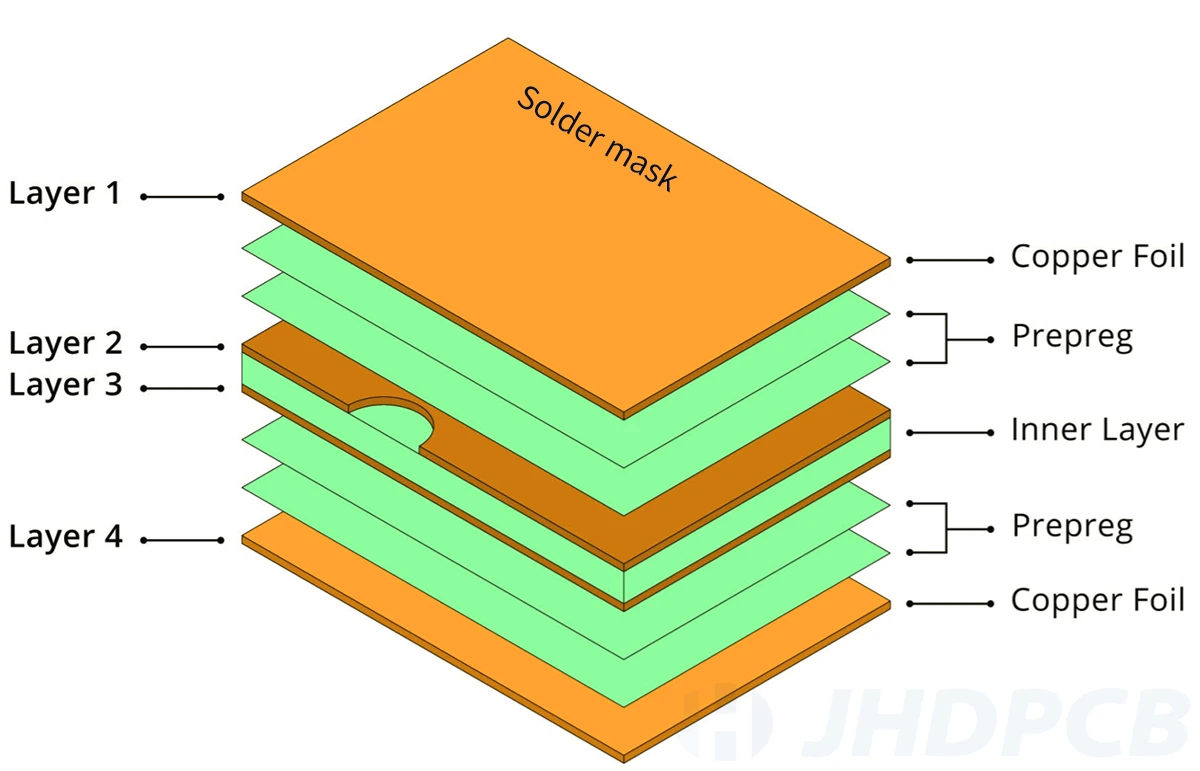 Solder mask
Layer 1
Copper Foil
Prepreg
Layer 2
Layer 3
Inner Layer
Prepreg
Layer 4
Copper Foil
JHDPCB